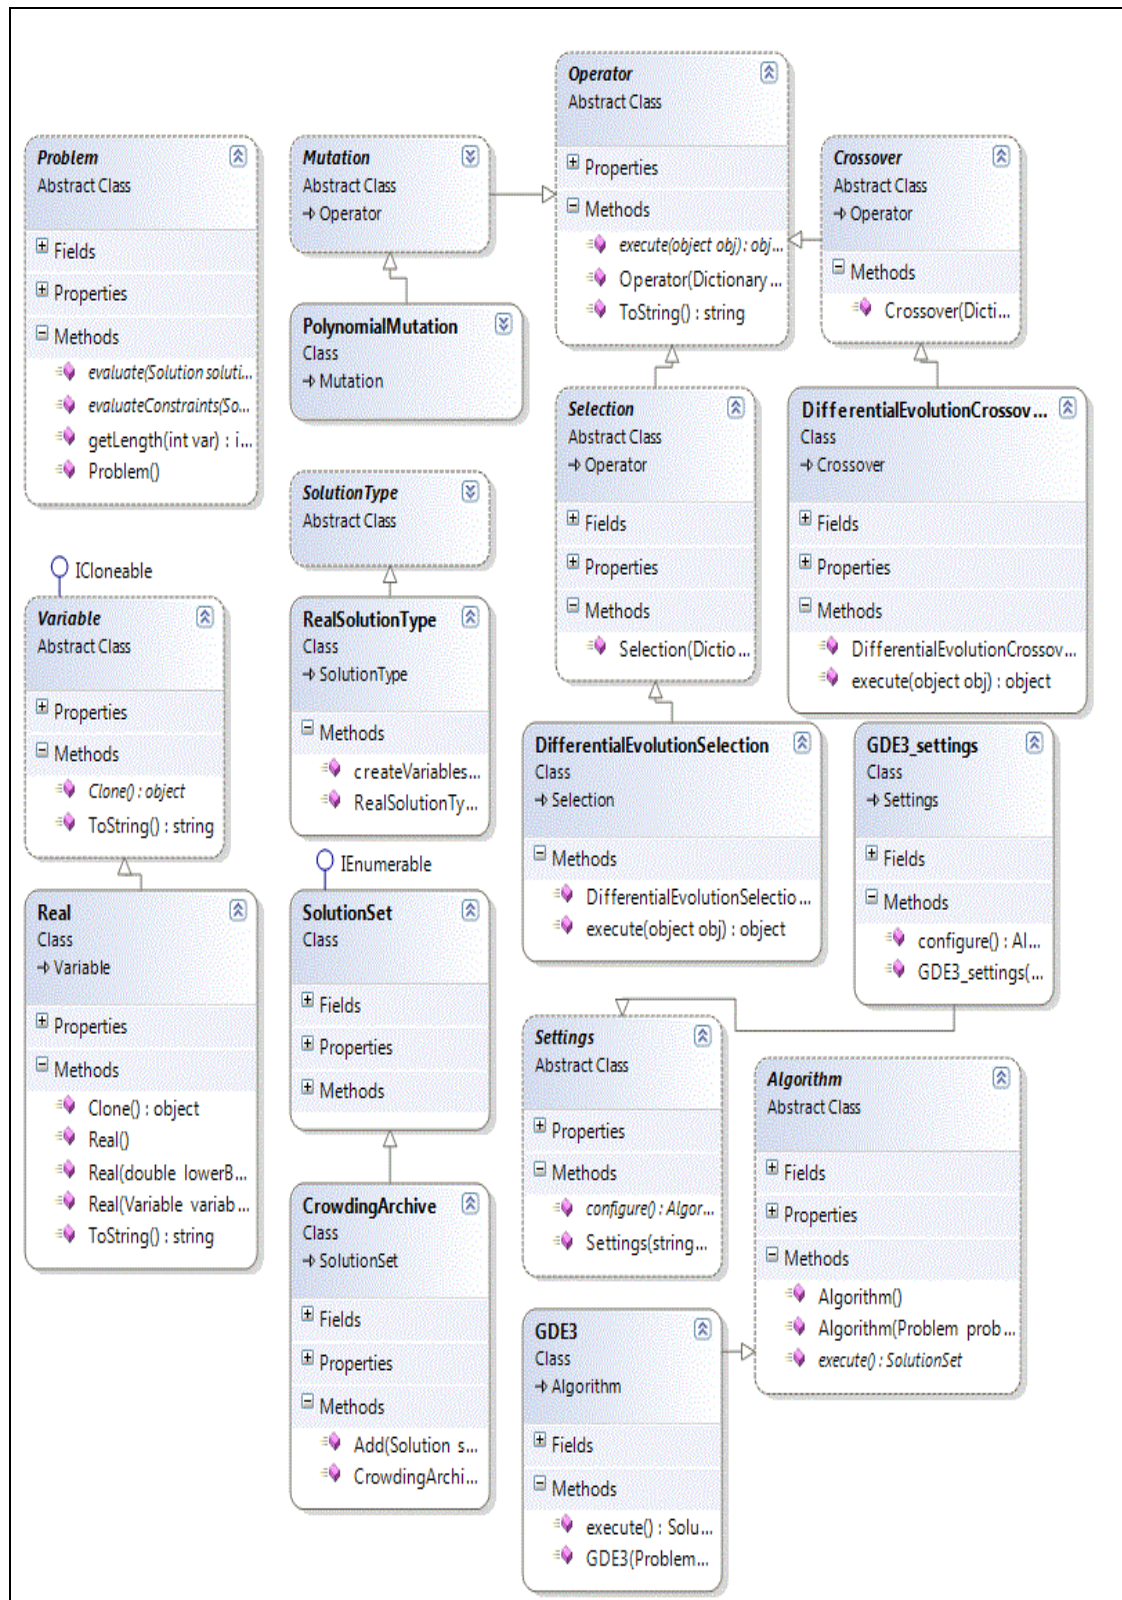 Operator
Abstract Class
Properties
Methods
execute(object obj) : obj...
Operator(Dictionary ...
ToString() : string
Problem
Abstract Class
Fields
Properties
Methods
evaluate(Solution soluti...
evaluateConstraints(So...
getLength(int var) : i...
Problem()
Mutation
Abstract Class
Operator
Crossover
Abstract Class
Operator
Methods
Crossover(Dicti...
PolynomialMutation
Class
Mutation
Selection
Abstract Class
Operator
Fields
Properties
Methods
Selection(Dictio...
DifferentialEvolutionCrossov...
Class
Crossover
Fields
Properties
Methods
DifferentialEvolutionCrossov...
execute(object obj) : object
SolutionType
Abstract Class
ICloneable
Variable
Abstract Class
Properties
Methods
Clone() : object
ToString() : string
RealSolutionType
Class
SolutionType
Methods
createVariables...
RealSolutionTy...
DifferentialEvolutionSelection
Class
Selection
Methods
DifferentialEvolutionSelectio...
execute(object obj) : object
GDE3_settings
Class
Settings
Fields
Methods
configure() : Al...
GDE3_settings(...
Real
Class
Variable
Properties
Methods
Clone() : object
Real()
Real(double lowerB...
Real(Variable variab...
ToString() : string
IEnumerable
SolutionSet
Class
Fields
Properties
Methods
Settings
Abstract Class
Properties
Methods
configure() : Algor...
Settings(string...
Algorithm
Abstract Class
Fields
Properties
Methods
Algorithm()
Algorithm(Problem prob...
execute() : SolutionSet
CrowdingArchive
Class
SolutionSet
Fields
Properties
Methods
Add(Solution s...
CrowdingArchi...
GDE3
Class
Algorithm
Fields
Methods
execute() : Solu...
GDE3(Problem...